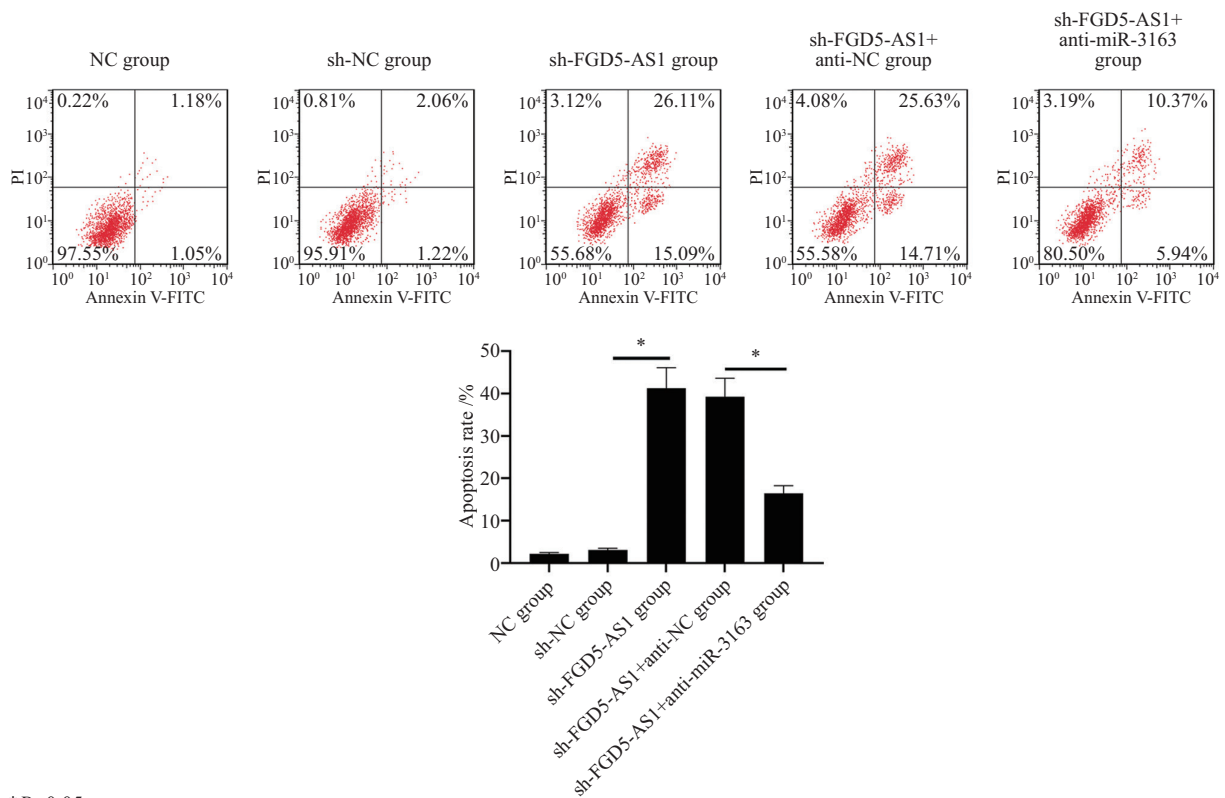 NC group
sh-NC group
sh-FGD5-AS1 group
sh-FGD5-AS1+
anti-NC group
sh-FGD5-AS1+
anti-miR-3163
group
10⁴
10³
10²
10¹
10⁰
PI
0.22% 1.18%
97.55% 1.05%
10⁰ 10¹ 10² 10³ 10⁴
Annexin V-FITC
10⁴
10³
10²
10¹
10⁰
PI
0.81% 2.06%
95.91% 1.22%
10⁰ 10¹ 10² 10³ 10⁴
Annexin V-FITC
10⁴
10³
10²
10¹
10⁰
PI
3.12% 26.11%
55.68% 15.09%
10⁰ 10¹ 10² 10³ 10⁴
Annexin V-FITC
10⁴
10³
10²
10¹
10⁰
PI
4.08% 25.63%
55.58% 14.71%
10⁰ 10¹ 10² 10³ 10⁴
Annexin V-FITC
10⁴
10³
10²
10¹
10⁰
PI
3.19% 10.37%
80.50% 5.94%
10⁰ 10¹ 10² 10³ 10⁴
Annexin V-FITC
Apoptosis rate /%
50
40
30
20
10
0
*
*
NC group
sh-NC group
sh-FGD5-AS1 group
sh-FGD5-AS1+anti-NC group
sh-FGD5-AS1+anti-miR-3163 group